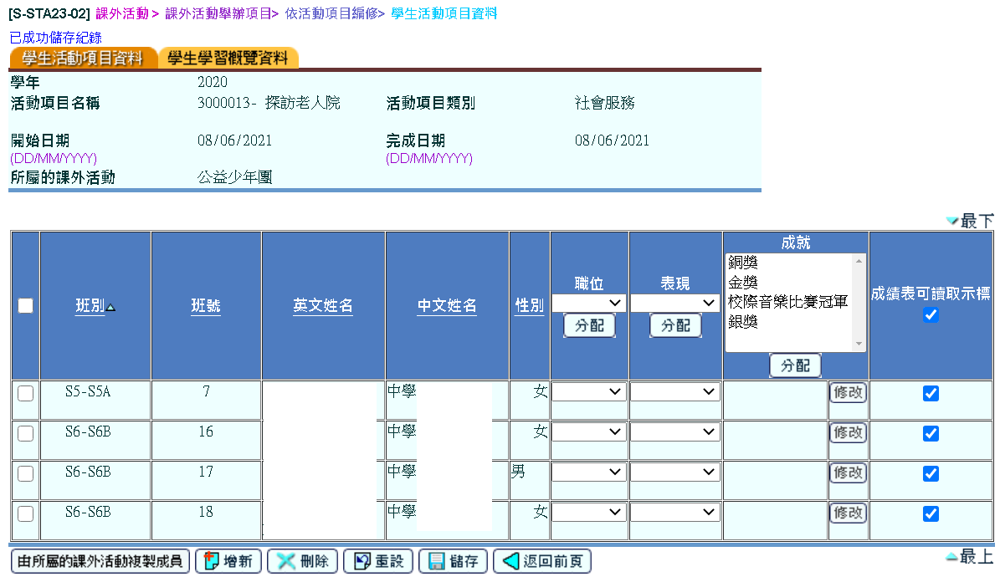 [S-STA23-02] 課外活動 > 課外活動舉辦項目> 依活動項目編修> 學生活動項目資料
已成功儲存紀錄
學生活動項目資料 學生學習概覽資料
學年 2020
活動項目名稱 3000013- 探訪老人院 活動項目類別 社會服務
開始日期 08/06/2021 完成日期 08/06/2021
(DD/MM/YYYY) (DD/MM/YYYY)
所屬的課外活動 公益少年團
最下
班別 班號 英文姓名 中文姓名 性別 職位 分配 表現 分配 成就 銅獎 金獎 校際音樂比賽冠軍 銀獎 分配 成績表可讀取示標
S5-S5A 7 中學 女 修改
S6-S6B 16 中學 女 修改
S6-S6B 17 中學 男 修改
S6-S6B 18 中學 女 修改
由所屬的課外活動複製成員 增新 刪除 重設 儲存 返回前頁 最上